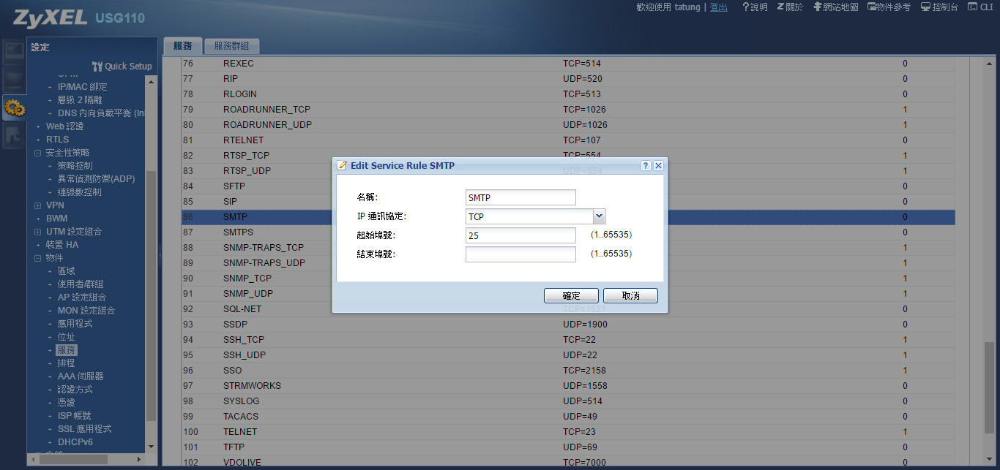 ZyXEL USG110
歡迎使用 tatung | 登出 ?說明 Z關於 網站地圖 物件參考 控制台 CLI
設定
Quick Setup
IP/MAC 綁定
層級 2 隔離
DNS 內向負載平衡 (Inl
Web 認證
RTLS
安全性策略
策略控制
異常偵測防禦(ADP)
連線數控制
VPN
BWM
UTM 設定組合
裝置 HA
物件
區域
使用者/群組
AP 設定組合
MON 設定組合
應用程式
位址
服務
排程
AAA 伺服器
認證方式
憑證
ISP 帳號
SSL 應用程式
DHCPv6
服務 服務群組
76 REXEC TCP=514 0
77 RIP UDP=520 0
78 RLOGIN TCP=513 0
79 ROADRUNNER_TCP TCP=1026 1
80 ROADRUNNER_UDP UDP=1026 1
81 RTELNET TCP=107 0
82 RTSP_TCP TCP=554 1
83 RTSP_UDP UDP=554 1
84 SFTP 0
85 SIP 0
86 SMTP 0
87 SMTPS 0
88 SNMP-TRAPS_TCP 1
89 SNMP-TRAPS_UDP 1
90 SNMP_TCP 1
91 SNMP_UDP 1
92 SQL-NET TCP=1521 0
93 SSDP UDP=1900 0
94 SSH_TCP TCP=22 1
95 SSH_UDP UDP=22 1
96 SSO TCP=2158 1
97 STRMWORKS UDP=1558 0
98 SYSLOG UDP=514 0
99 TACACS UDP=49 0
100 TELNET TCP=23 1
101 TFTP UDP=69 0
102 VDOLIVE TCP=7000 0
Edit Service Rule SMTP
名稱: SMTP
IP 通訊協定: TCP
起始埠號: 25 (1..65535)
結束埠號: (1..65535)
確定 取消